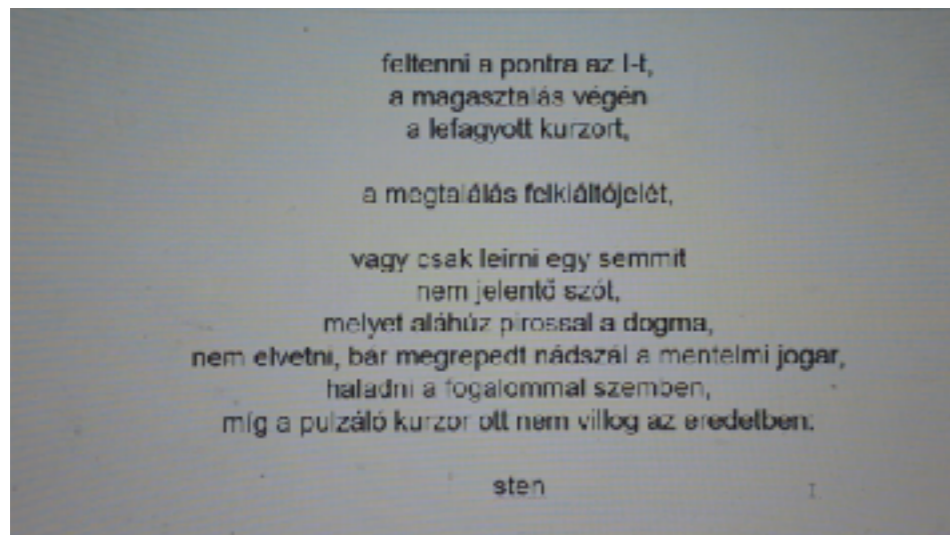 feltenni a pontra az I-t,
a magasztalás végén
a lefagyott kurzort,
a megtalálás felkiáltójelét,
vagy csak leírni egy semmit
nem jelentő szót,
melyet aláhúz pirossal a dogma,
nem elvetni, bár megrepedt nádszál a mentelmi jogar,
haladni a fogalommal szemben,
míg a pulzáló kurzor ott nem villog az eredetben:
sten